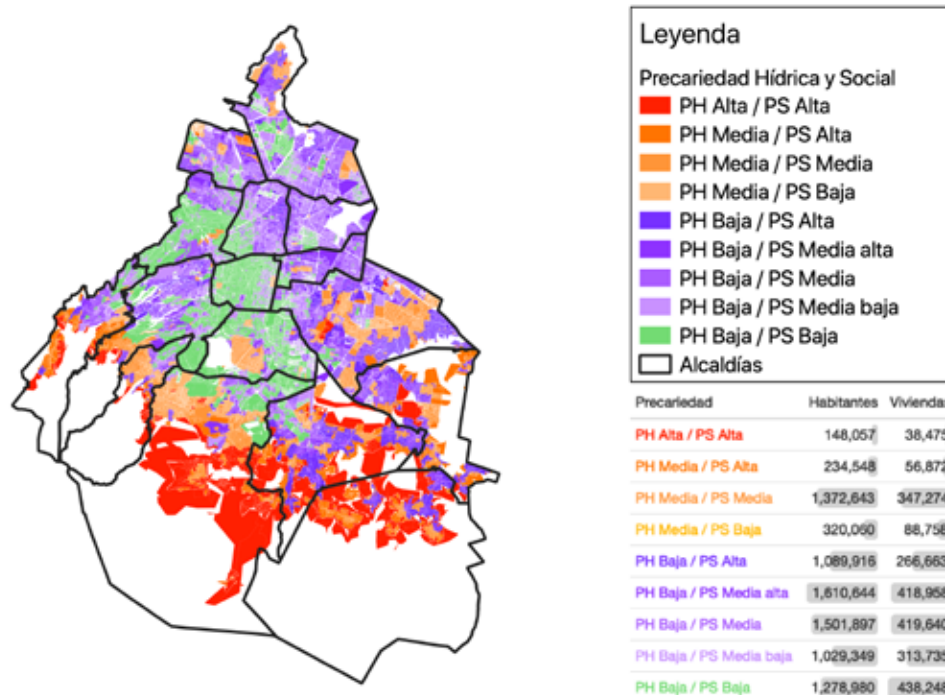 Leyenda
Precariedad Hídrica y Social
PH Alta / PS Alta
PH Media / PS Alta
PH Media / PS Media
PH Media / PS Baja
PH Baja / PS Alta
PH Baja / PS Media alta
PH Baja / PS Media
PH Baja / PS Media baja
PH Baja / PS Baja
Alcaldías
Precariedad Habitantes Viviendas
PH Alta / PS Alta 148,057 38,475
PH Media / PS Alta 234,548 56,872
PH Media / PS Media 1,372,643 347,274
PH Media / PS Baja 320,060 88,756
PH Baja / PS Alta 1,089,916 266,663
PH Baja / PS Media alta 1,610,644 418,958
PH Baja / PS Media 1,501,897 419,640
PH Baja / PS Media baja 1,029,349 313,735
PH Baja / PS Baja 1,278,980 438,248